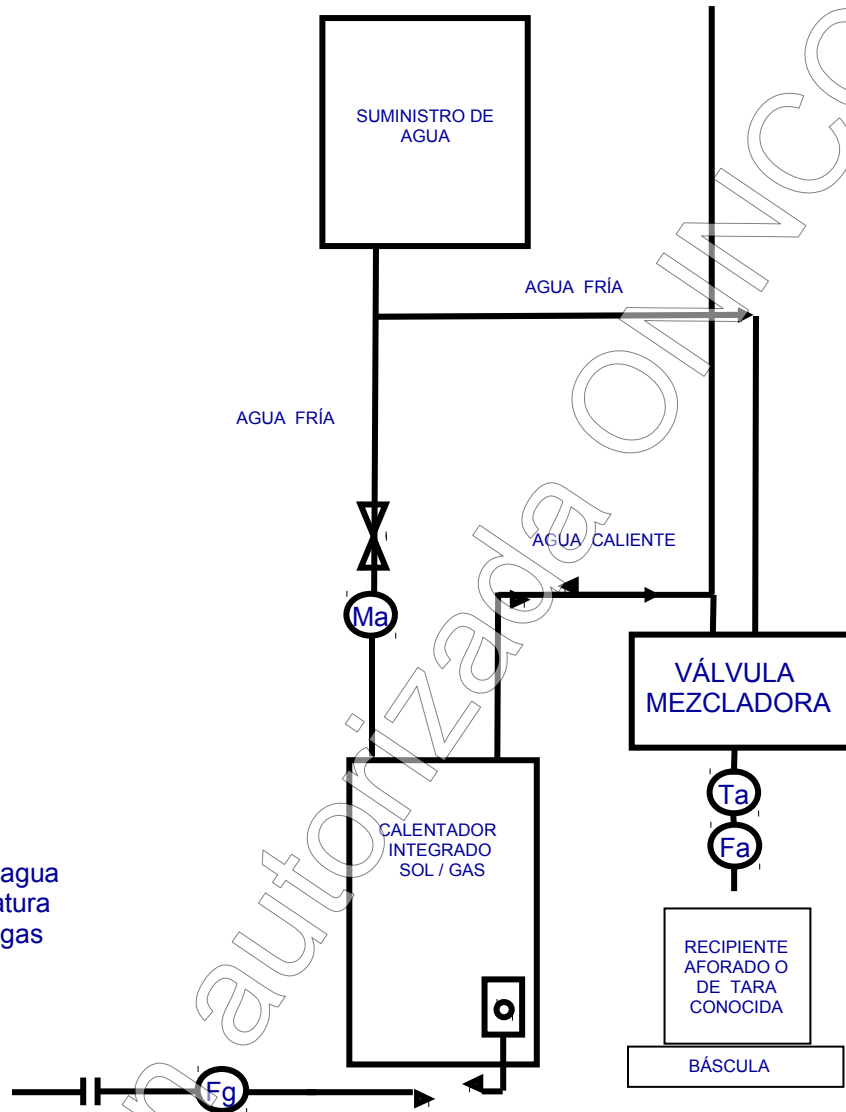 SUMINISTRO DE
AGUA
AGUA FRÍA
AGUA FRÍA
AGUA CALIENTE
Ma
VÁLVULA
MEZCLADORA
Ta
Fa
CALENTADOR
INTEGRADO
SOL / GAS
agua
gas
RECIPIENTE
AFORADO O
DE TARA
CONOCIDA
BÁSCULA
Fg
autorizada